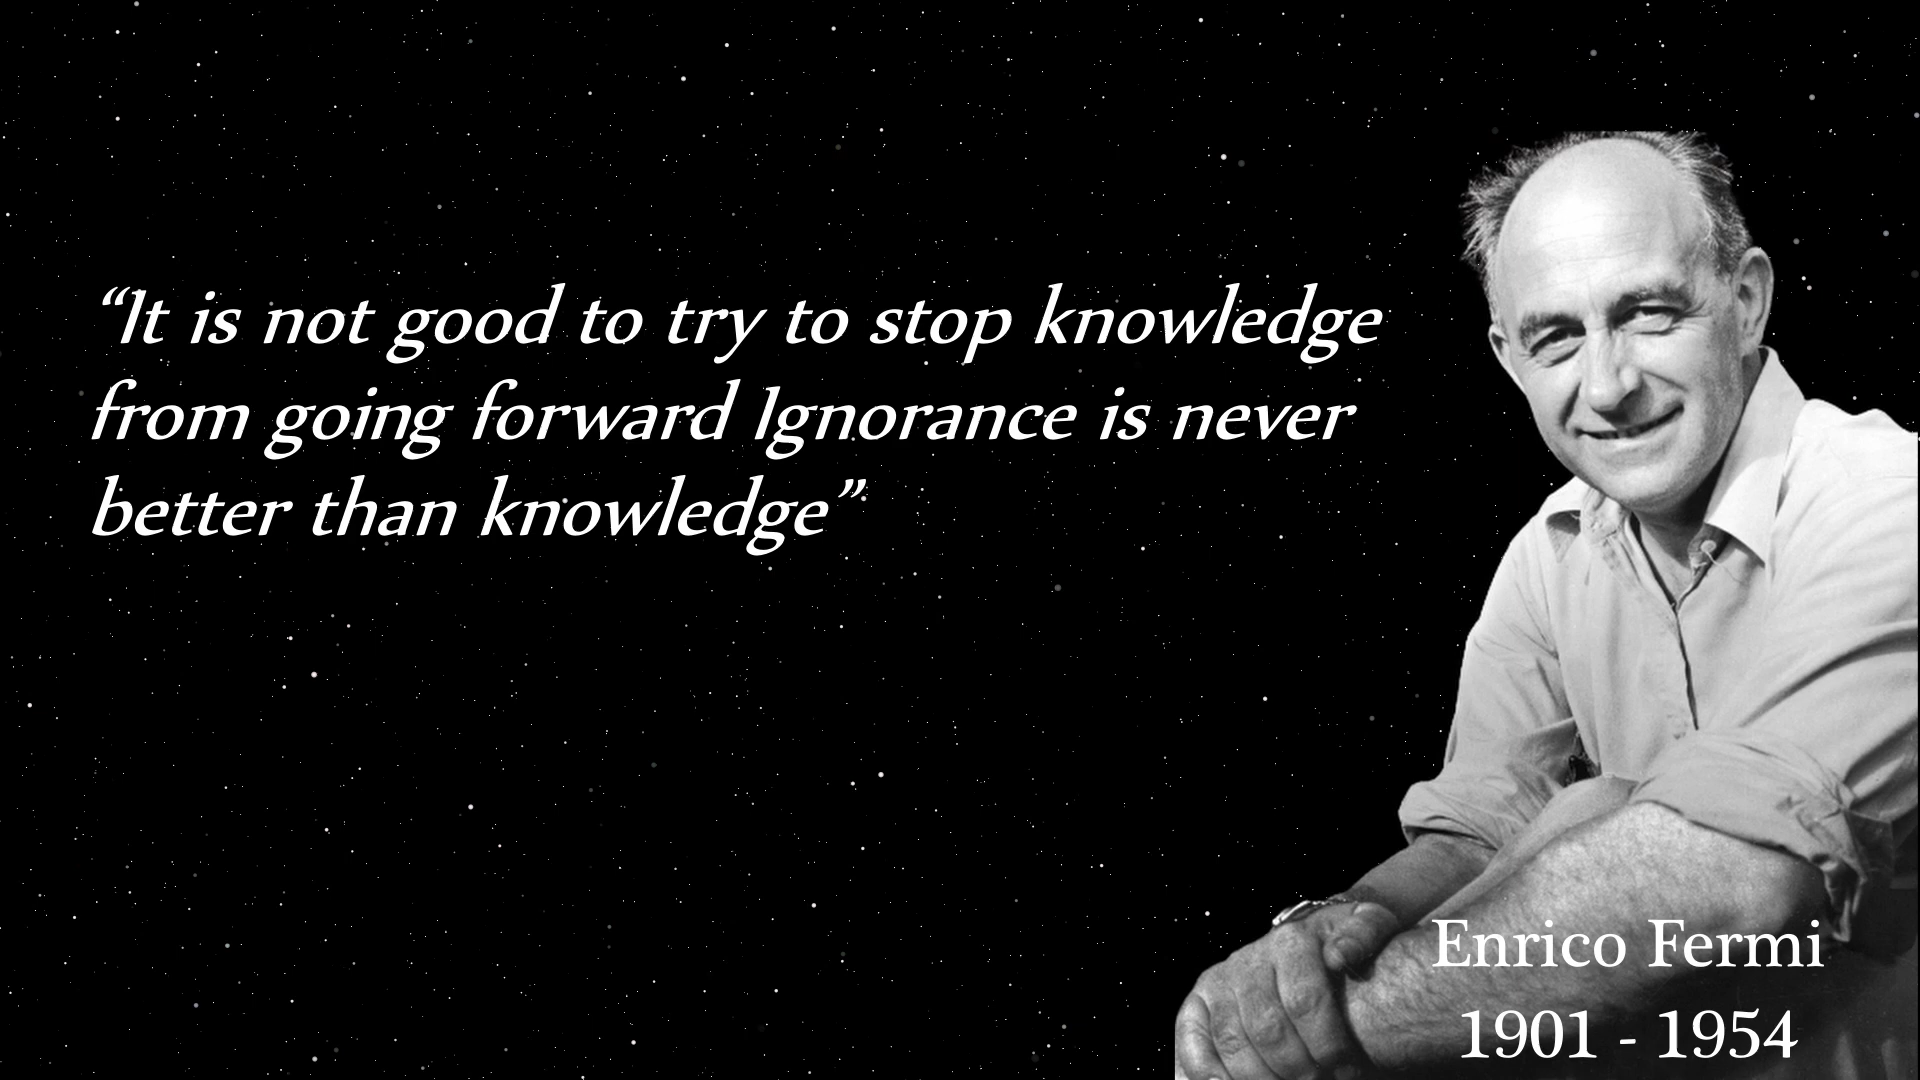 “It is not good to try to stop knowledge
from going forward Ignorance is never
better than knowledge”
Enrico Fermi
1901 - 1954